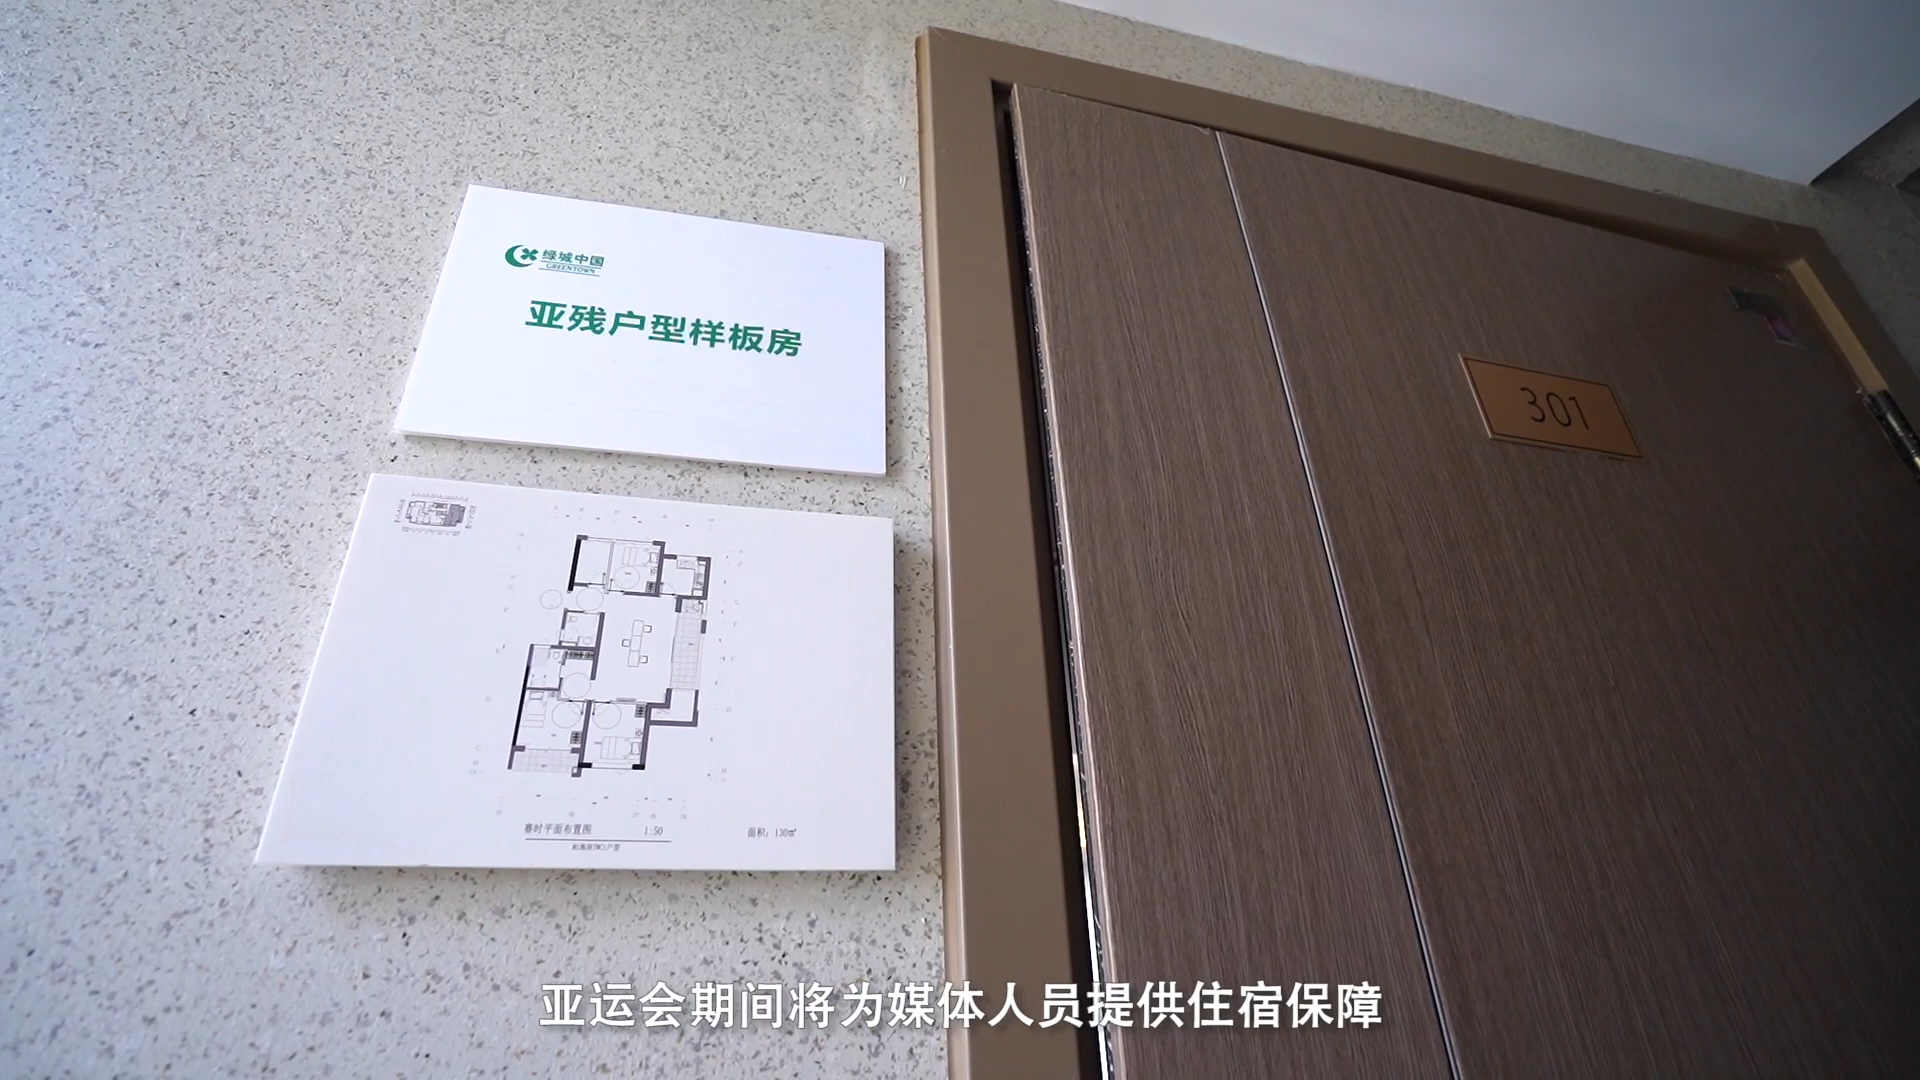 绿城中国
GREENTOWN
亚残户型样板房
301
赛时平面布置图 1:50 面积：130㎡
亚运会期间将为媒体人员提供住宿保障